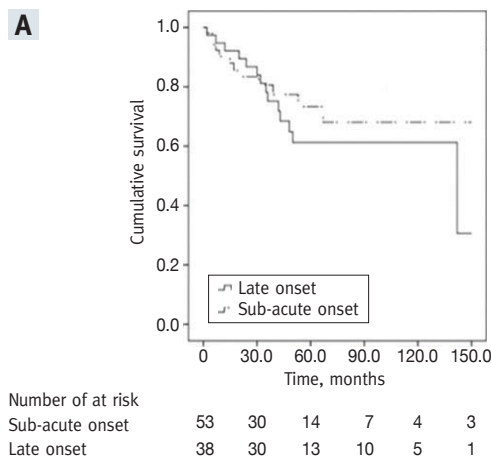 A
1.0
0.8
0.6
0.4
0.2
0.0
Cumulative survival
Late onset
Sub-acute onset
0 30.0 60.0 90.0 120.0 150.0
Time, months
Number of at risk
Sub-acute onset 53 30 14 7 4 3
Late onset 38 30 13 10 5 1